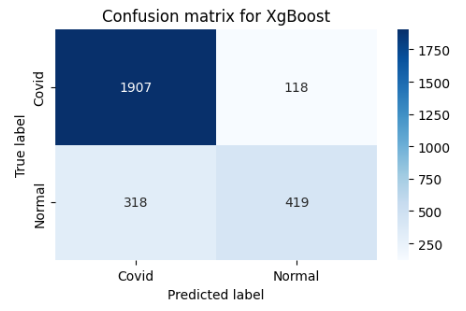 Confusion matrix for XgBoost
True label
Covid
Normal
1907
118
318
419
Covid
Normal
Predicted label
1750
1500
1250
1000
750
500
250